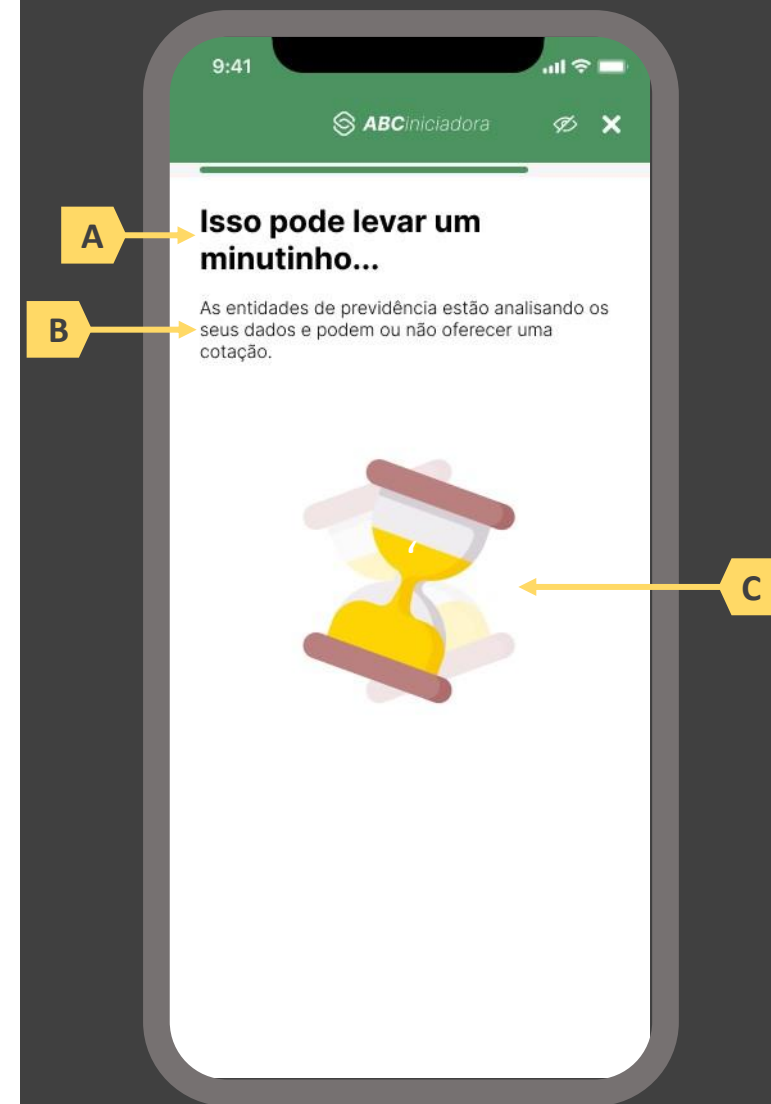 9:41
ABCiniciadora
A
Isso pode levar um
minutinho...
B
As entidades de previdência estão analisando os
seus dados e podem ou não oferecer uma
cotação.
,
C